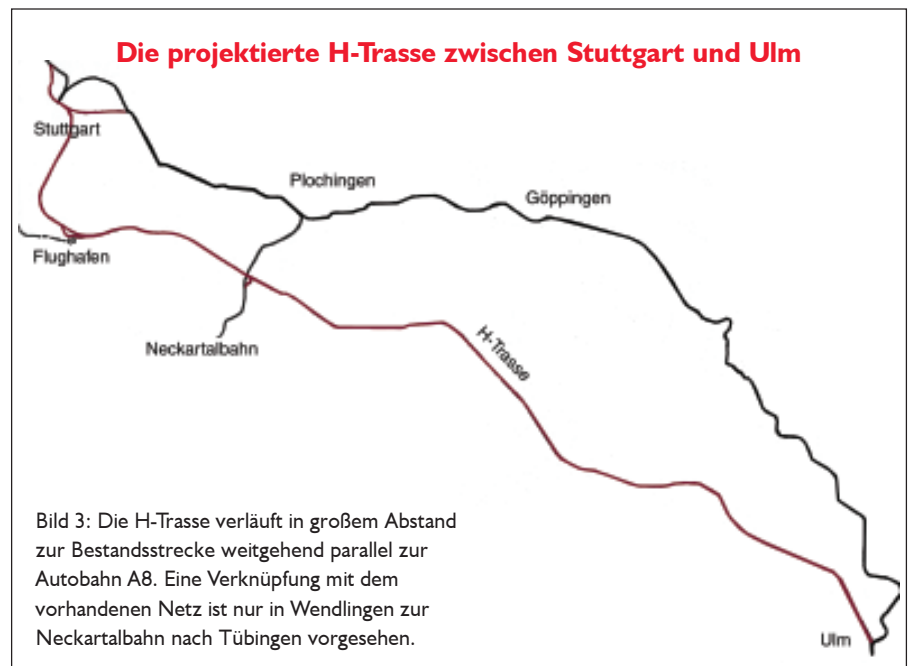 Die projektierte H-Trasse zwischen Stuttgart und Ulm
Stuttgart
Plochingen
Göppingen
Flughafen
Neckartalbahn
H-Trasse
Bild 3: Die H-Trasse verläuft in großem Abstand
zur Bestandsstrecke weitgehend parallel zur
Autobahn A8. Eine Verknüpfung mit dem
vorhandenen Netz ist nur in Wendlingen zur
Neckartalbahn nach Tübingen vorgesehen.
Ulm